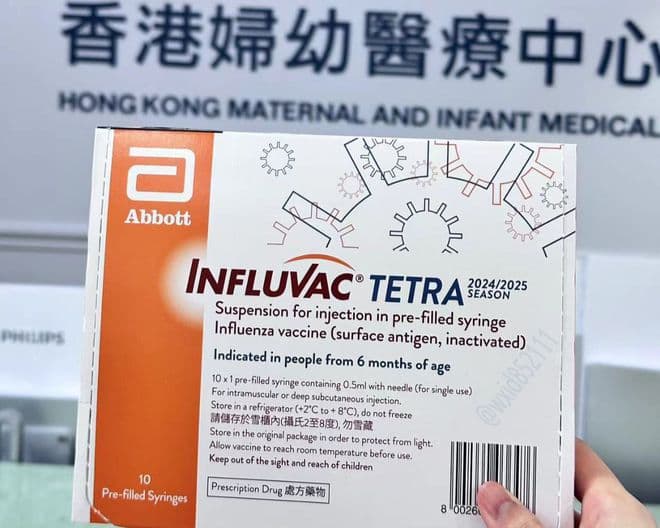 香港婦幼醫療中心
HONG KONG MATERNAL AND INFANT MEDICAL
PHILIPS
Abbott
INFLUVAC® TETRA 2024/2025 SEASON
Suspension for injection in pre-filled syringe
Influenza vaccine (surface antigen, inactivated)
Indicated in people from 6 months of age
10 x 1 pre-filled syringe containing 0.5ml with needle (for single use)
For intramuscular or deep subcutaneous injection.
Store in a refrigerator (+2°C to + 8°C), do not freeze
請儲存於雪櫃內(攝氏2至8度), 勿雪藏
Store in the original package in order to protect from light.
Allow vaccine to reach room temperature before use.
Keep out of the sight and reach of children
Prescription Drug 處方藥物
10
Pre-filled Syringes
8 0026